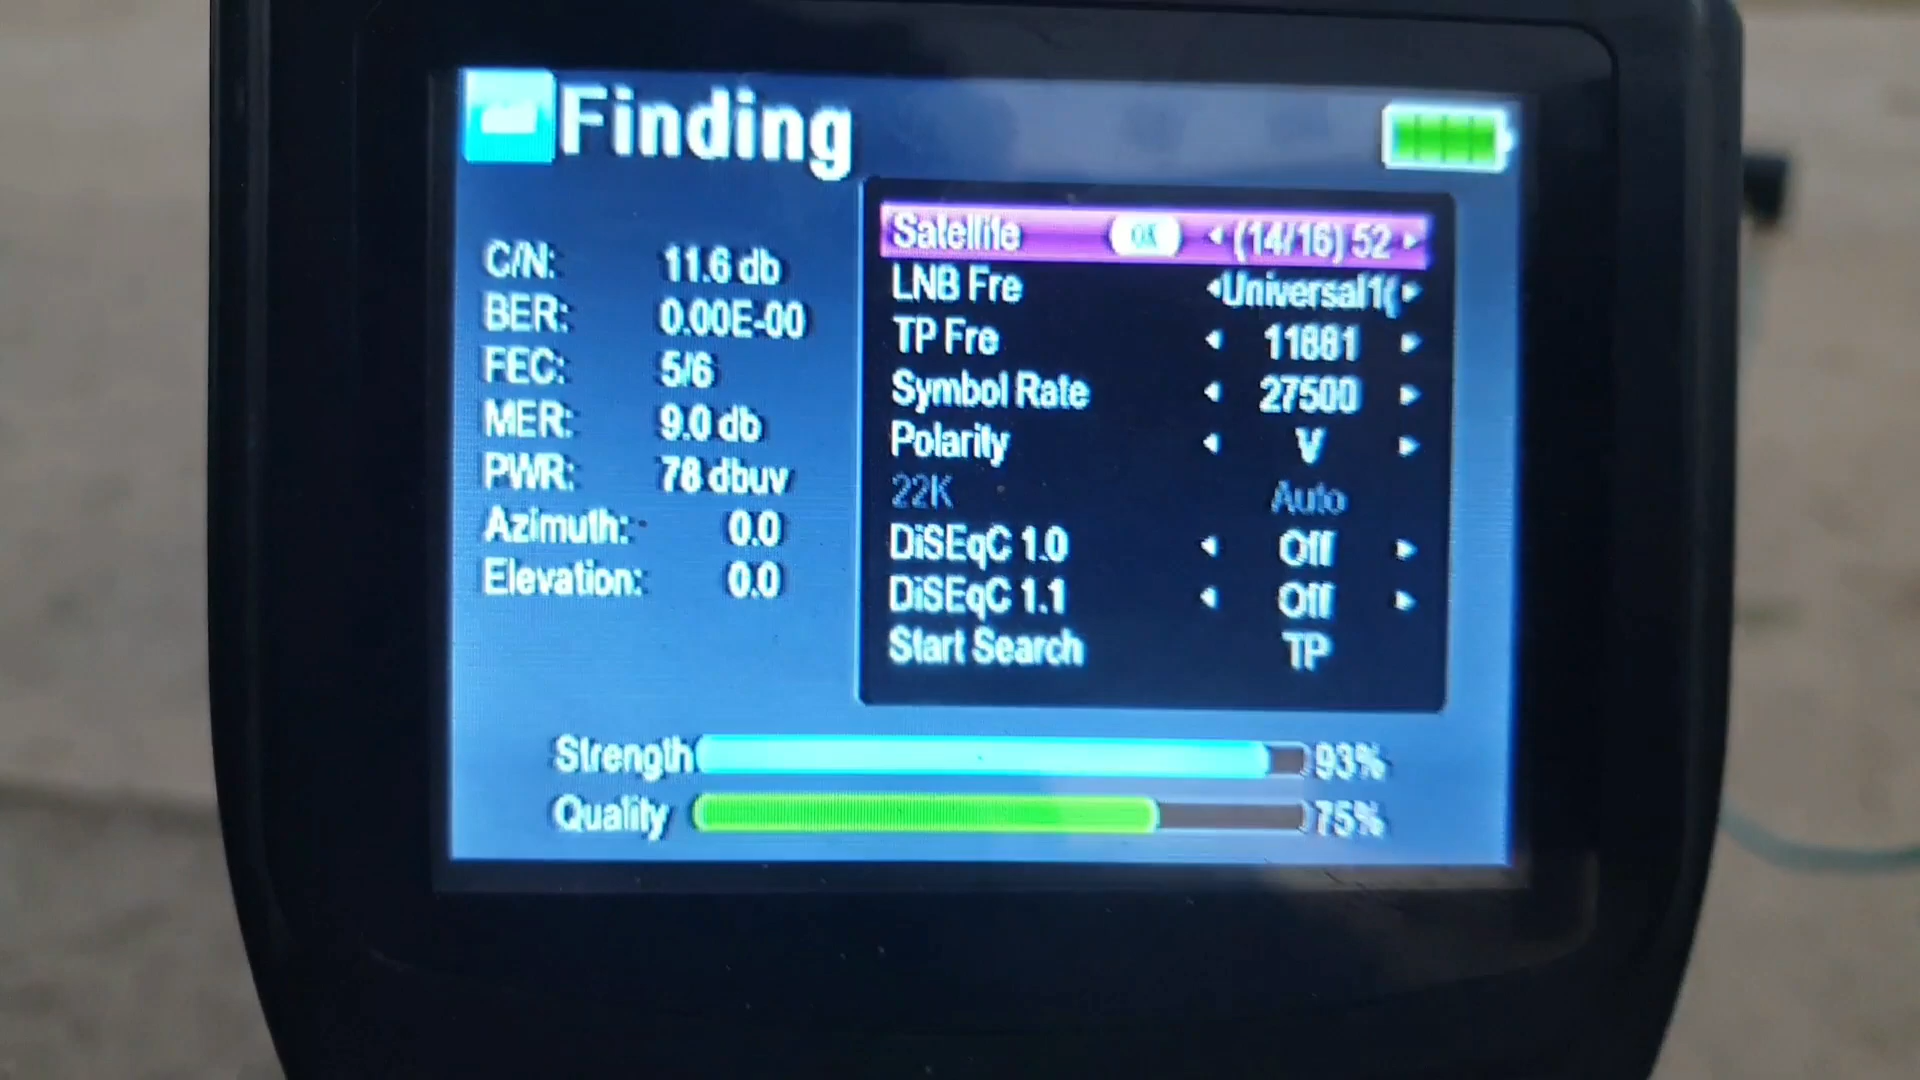 Finding
C/N: 11.6 db
BER: 0.00E-00
FEC: 5/6
MER: 9.0 db
PWR: 78 dbuv
Azimuth: 0.0
Elevation: 0.0
Satellite OK (14/16) 52
LNB Fre Universal1(
TP Fre 11881
Symbol Rate 27500
Polarity V
22K Auto
DiSEqC 1.0 Off
DiSEqC 1.1 Off
Start Search TP
Strength 93%
Quality 75%